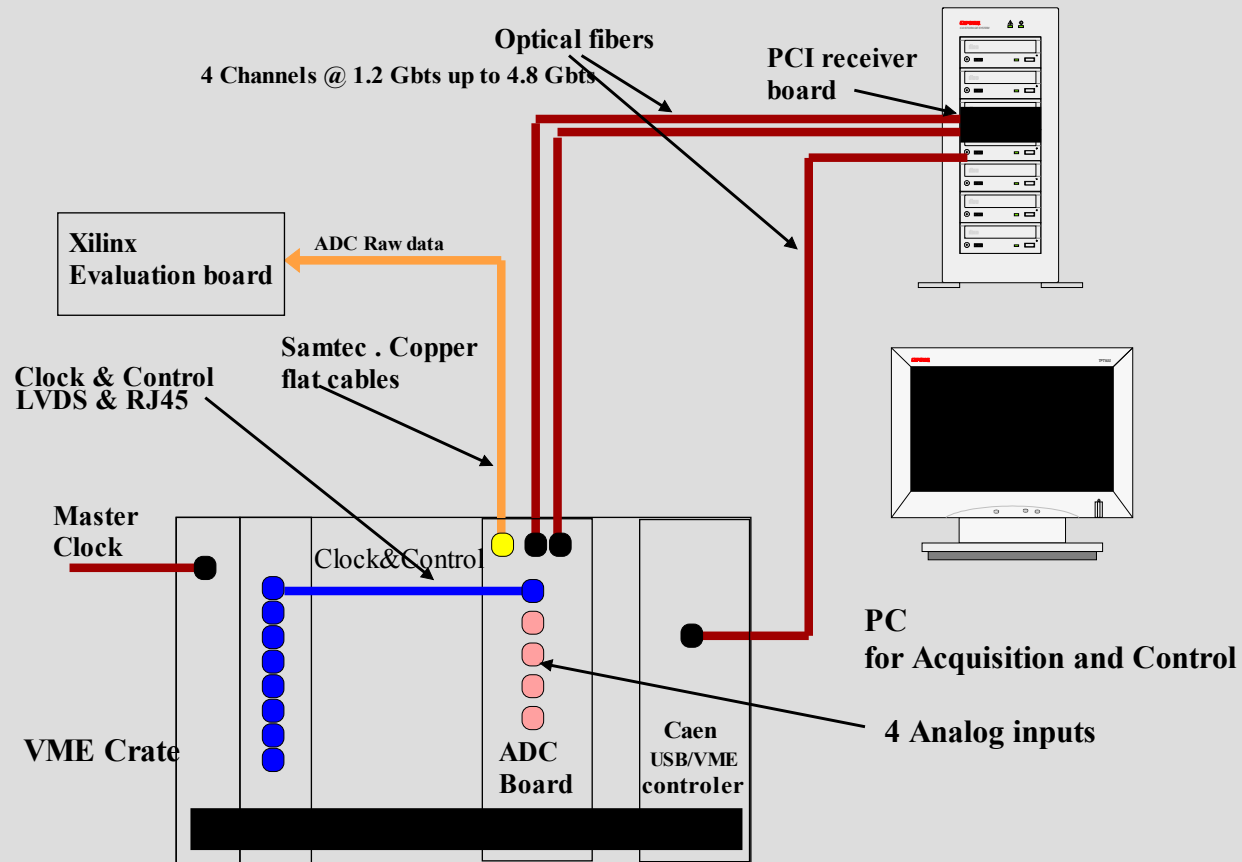 Optical fibers
4 Channels @ 1.2 Gbts up to 4.8 Gbts
PCI receiver
board
Xilinx
Evaluation board
ADC Raw data
Samtec . Copper
flat cables
Clock & Control
LVDS & RJ45
Master
Clock
Clock&Control
PC
for Acquisition and Control
4 Analog inputs
VME Crate
ADC
Board
Caen
USB/VME
controler